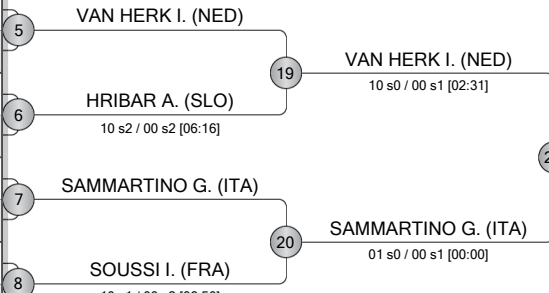 VAN HERK I. (NED)
5
19
VAN HERK I. (NED)
10 s0 / 00 s1 [02:31]
HRIBAR A. (SLO)
6
10 s2 / 00 s2 [06:16]
SAMMARTINO G. (ITA)
7
20
SAMMARTINO G. (ITA)
01 s0 / 00 s1 [00:00]
SOUSSI I. (FRA)
8